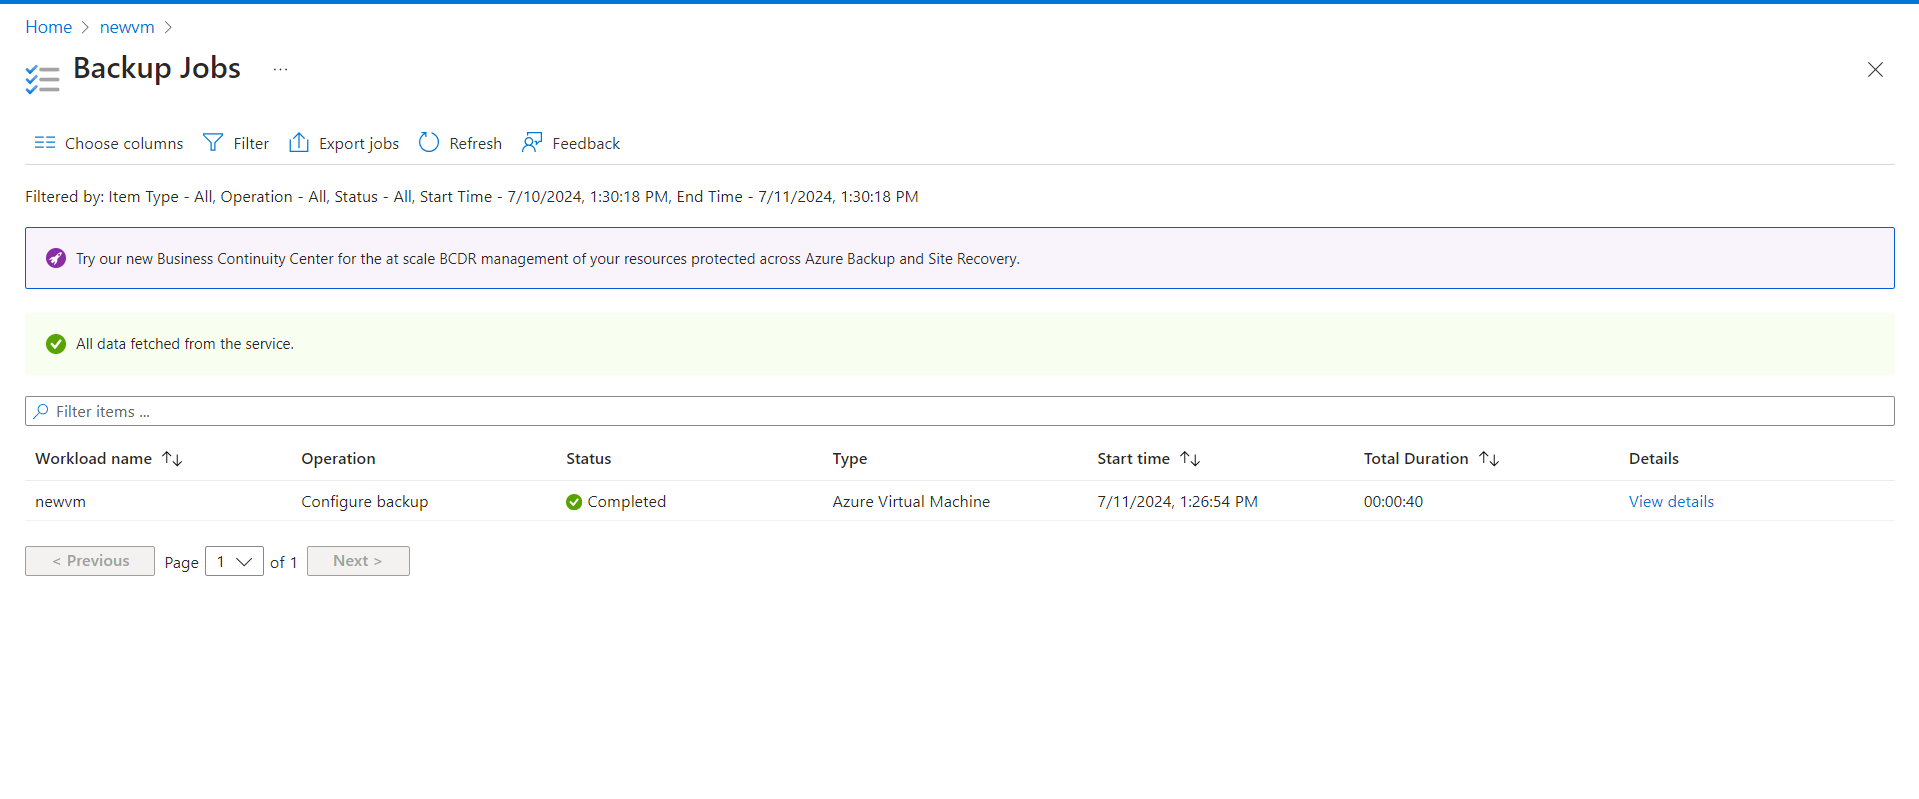 Home > newvm >
Backup Jobs ...
Choose columns Filter Export jobs Refresh Feedback
Filtered by: Item Type - All, Operation - All, Status - All, Start Time - 7/10/2024, 1:30:18 PM, End Time - 7/11/2024, 1:30:18 PM
Try our new Business Continuity Center for the at scale BCDR management of your resources protected across Azure Backup and Site Recovery.
All data fetched from the service.
Filter items ...
Workload name ↑↓ Operation Status Type Start time ↑↓ Total Duration ↑↓ Details
newvm Configure backup Completed Azure Virtual Machine 7/11/2024, 1:26:54 PM 00:00:40 View details
< Previous Page 1 of 1 Next >